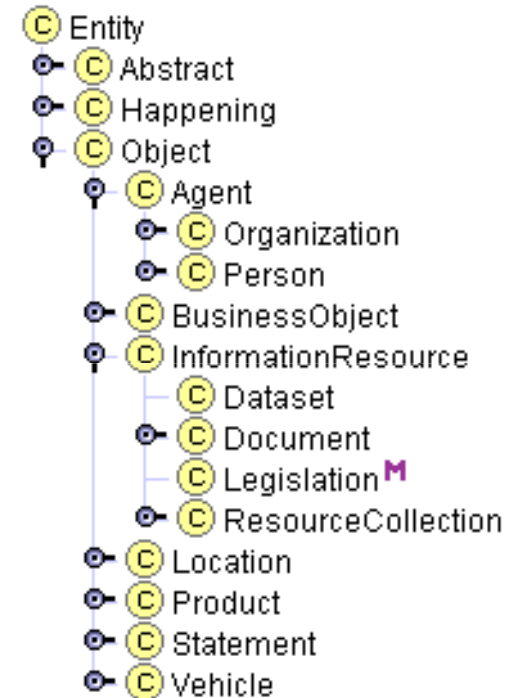 C Entity
C Abstract
C Happening
C Object
C Agent
C Organization
C Person
C BusinessObject
C InformationResource
C Dataset
C Document
C Legislation M
C ResourceCollection
C Location
C Product
C Statement
C Vehicle